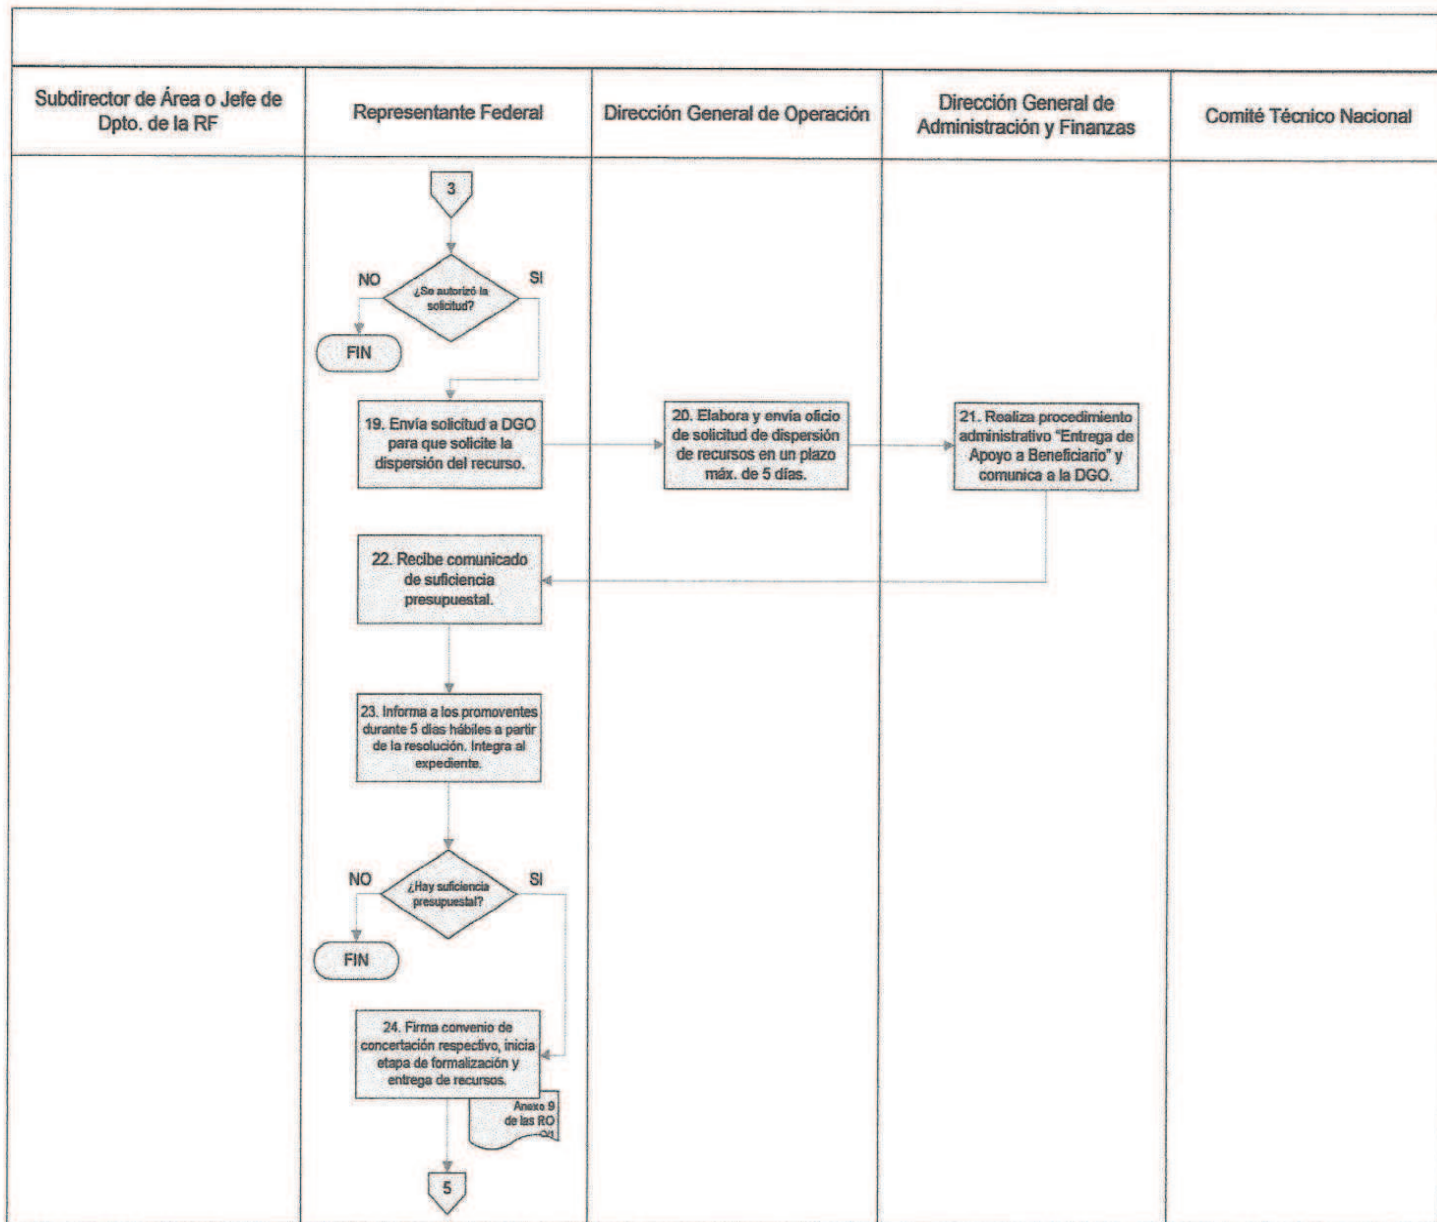 Subdirector de Área o Jefe de
Dpto. de la RF
Representante Federal
Dirección General de Operación
Dirección General de
Administración y Finanzas
Comité Técnico Nacional
3
NO
SI
¿Se autorizó la
solicitud?
FIN
19. Envía solicitud a DGO
para que solicite la
dispersión del recurso.
20. Elabora y envía oficio
de solicitud de dispersión
de recursos en un plazo
máx. de 5 días.
21. Realiza procedimiento
administrativo "Entrega de
Apoyo a Beneficiario" y
comunica a la DGO.
22. Recibe comunicado
de suficiencia
presupuestal.
23. Informa a los promoventes
durante 5 días hábiles a partir
de la resolución. Integra al
expediente.
NO
SI
¿Hay suficiencia
presupuestal?
FIN
24. Firma convenio de
concertación respectivo, inicia
etapa de formalización y
entrega de recursos.
Anexo 9
de las RO
5